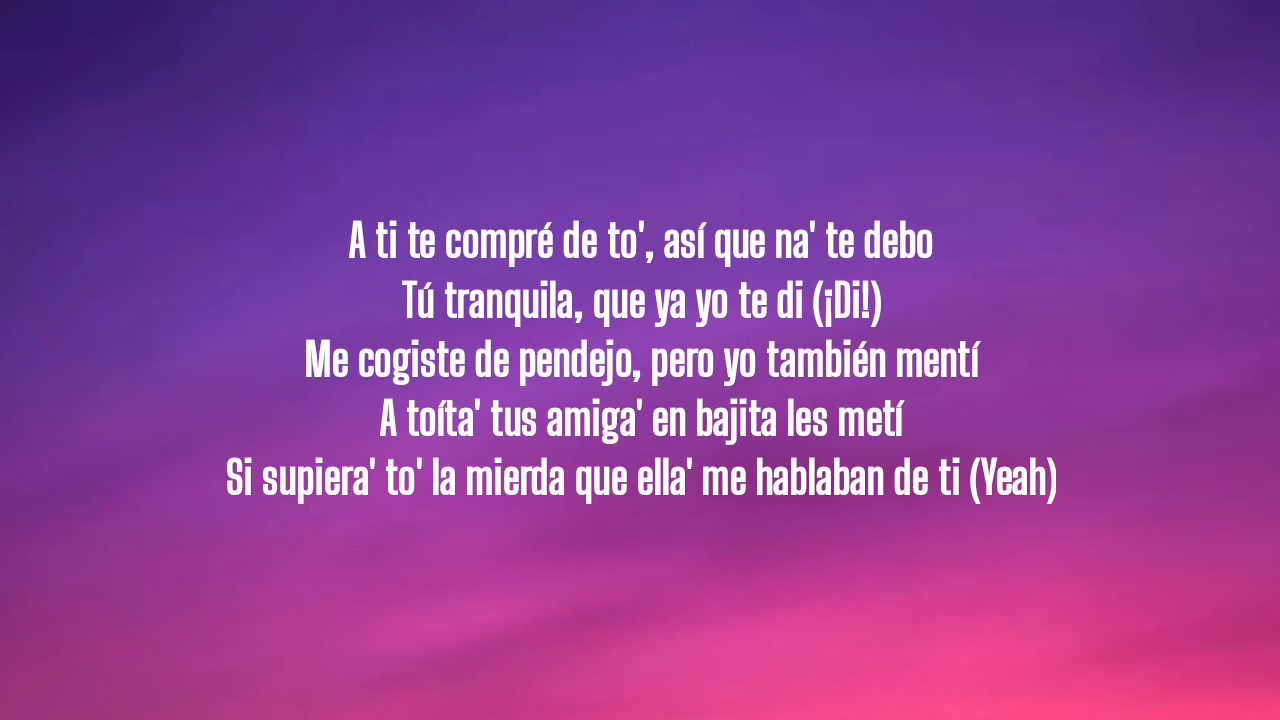 A ti te compré de to', así que na' te debo
Tú tranquila, que ya yo te di (¡Di!)
Me cogiste de pendejo, pero yo también mentí
A toíta' tus amiga' en bajita les metí
Si supiera' to' la mierda que ella' me hablaban de ti (Yeah)